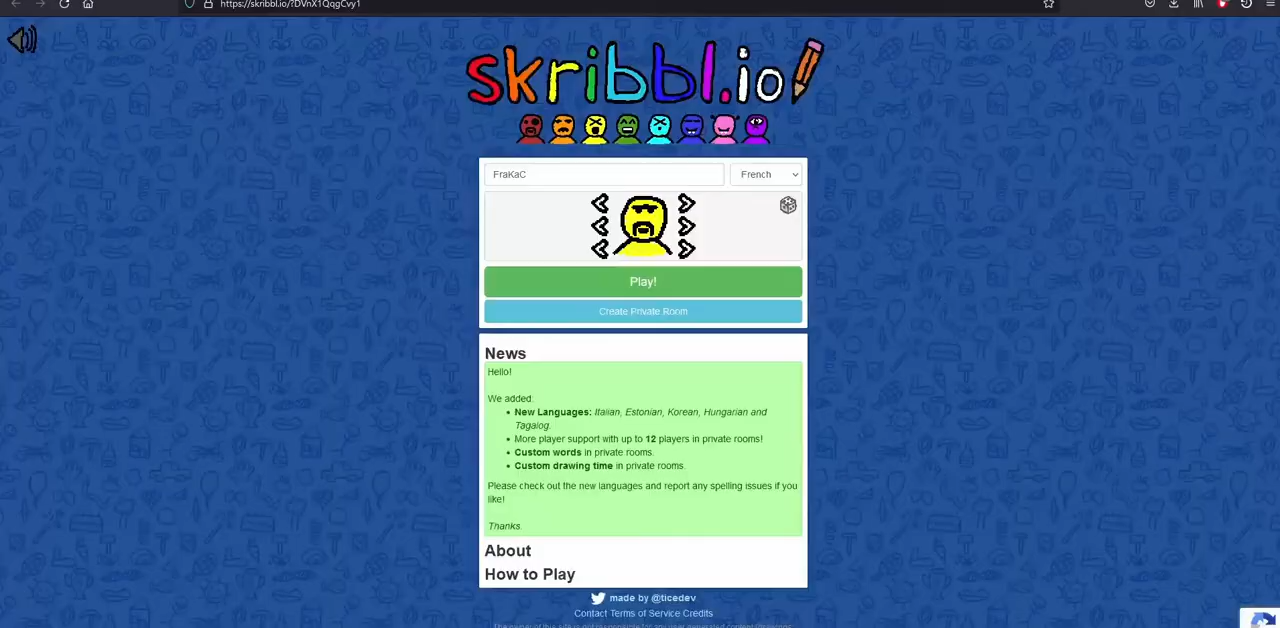 https://skribbl.io/?DVnX1QqgCvy1
skribbl.io
FraKaC
French
Play!
Create Private Room
News
Hello!
We added:
• New Languages: Italian, Estonian, Korean, Hungarian and
Tagalog.
• More player support with up to 12 players in private rooms!
• Custom words in private rooms.
• Custom drawing time in private rooms.
Please check out the new languages and report any spelling issues if you
like!
Thanks.
About
How to Play
made by @ticedev
Contact Terms of Service Credits